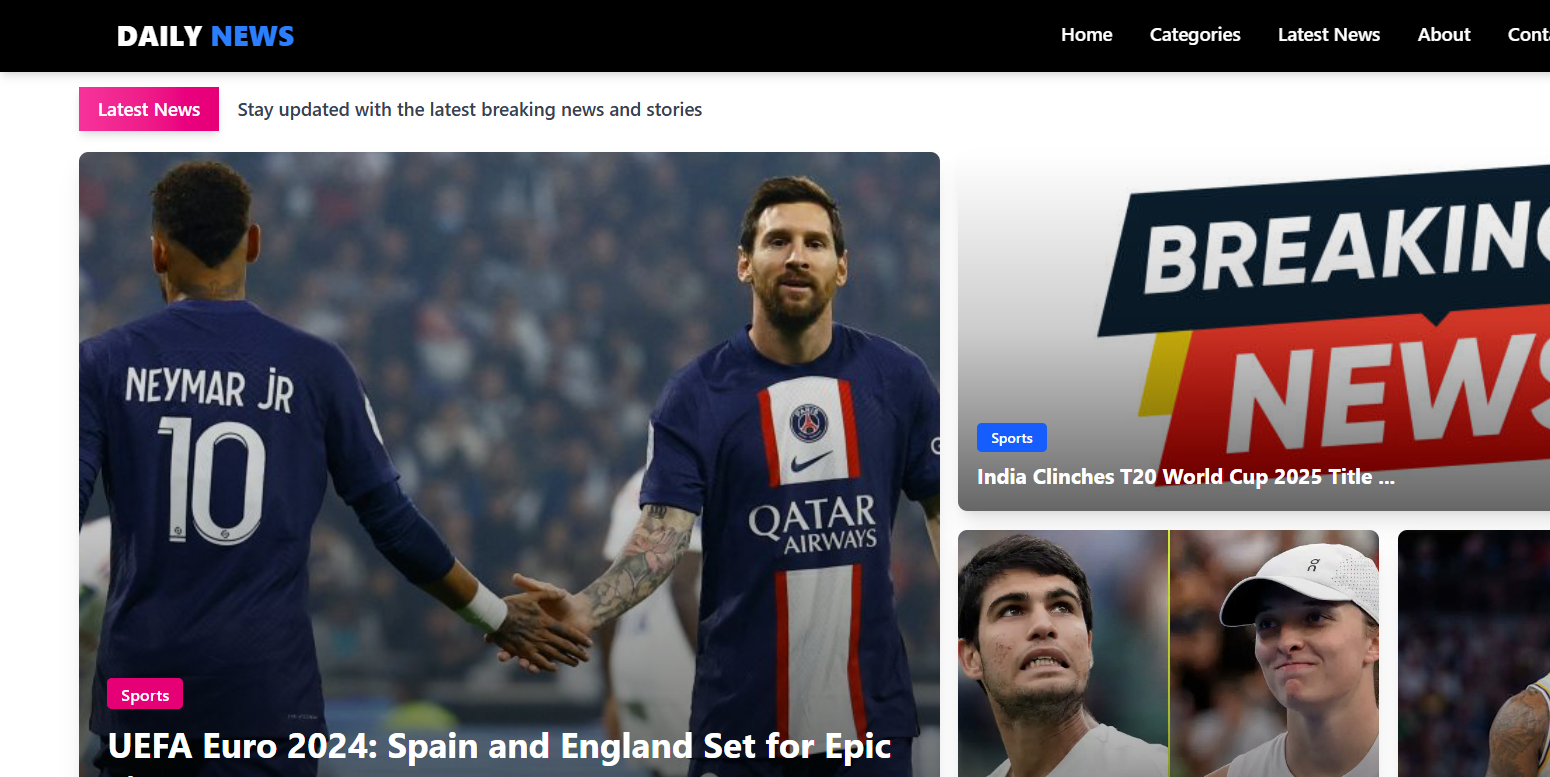 DAILY NEWS
Home Categories Latest News About Cont
Latest News
Stay updated with the latest breaking news and stories
NEYMAR JR
10
PARIS
QATAR
AIRWAYS
Sports
UEFA Euro 2024: Spain and England Set for Epic
BREAKING
NEWS
Sports
India Clinches T20 World Cup 2025 Title ...